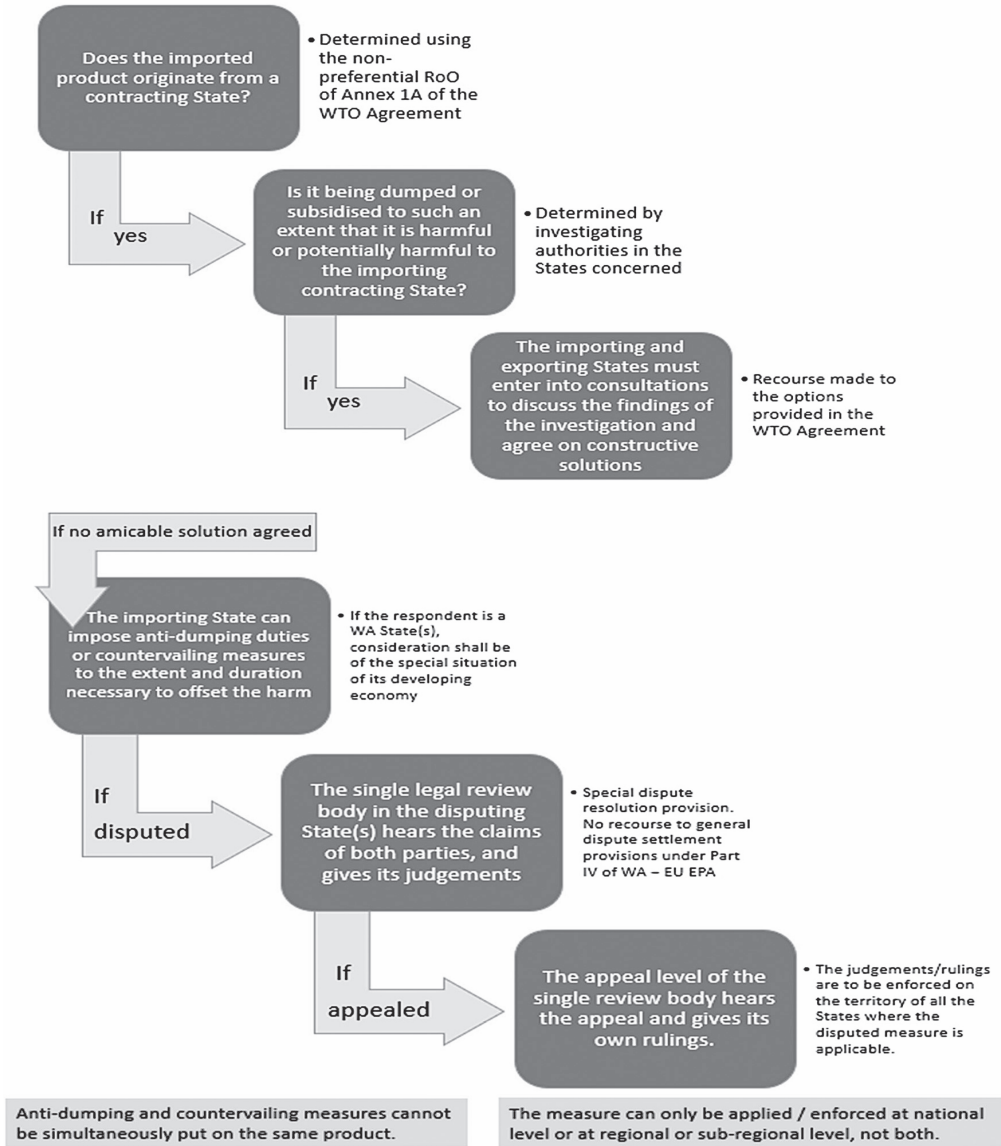 Does the imported
product originate from a
contracting State?
• Determined using
the non-
preferential RoO
of Annex 1A of the
WTO Agreement
If
yes
Is it being dumped or
subsidised to such an
extent that it is harmful
or potentially harmful to
the importing
contracting State?
• Determined by
investigating
authorities in the
States concerned
If
yes
The importing and
exporting States must
enter into consultations
to discuss the findings of
the investigation and
agree on constructive
solutions
• Recourse made to
the options
provided in the
WTO Agreement
If no amicable solution agreed
The importing State can
impose anti-dumping duties
or countervailing measures
to the extent and duration
necessary to offset the harm
• If the respondent is a
WA State(s),
consideration shall be
of the special situation
of its developing
economy
If
disputed
The single legal review
body in the disputing
State(s) hears the claims
of both parties, and
gives its judgements
• Special dispute
resolution provision.
No recourse to general
dispute settlement
provisions under Part
IV of WA – EU EPA
If
appealed
The appeal level of the
single review body hears
the appeal and gives its
own rulings.
• The judgements/rulings
are to be enforced on
the territory of all the
States where the
disputed measure is
applicable.
Anti-dumping and countervailing measures cannot
be simultaneously put on the same product.
The measure can only be applied / enforced at national
level or at regional or sub-regional level, not both.